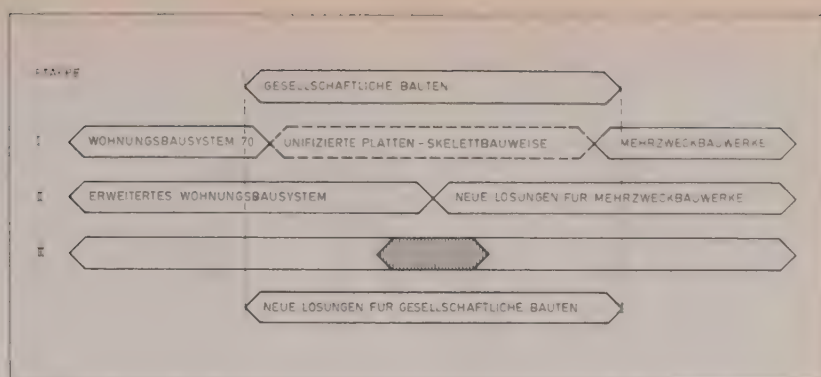 ETAPPE
GESELLSCHAFTLICHE BAUTEN
I WOHNUNGSBAUSYSTEM 70 UNIFIZIERTE PLATTEN-SKELETTBAUWEISE MEHRZWECKBAUWERKE
II ERWEITERTES WOHNUNGSBAUSYSTEM NEUE LOSUNGEN FUR MEHRZWECKBAUWERKE
III
NEUE LOSUNGEN FUR GESELLSCHAFTLICHE BAUTEN